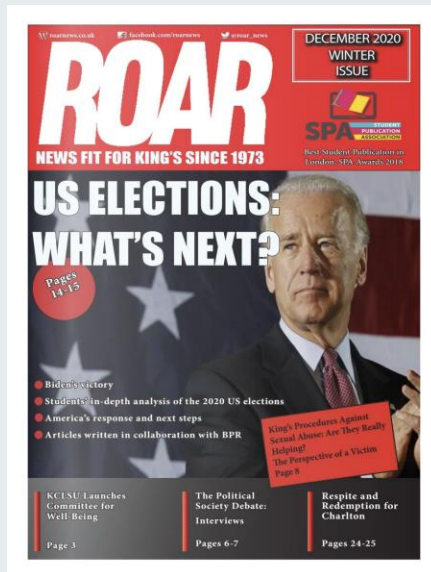 roarnews.co.uk
facebook.com/roarnews
@roar_news
ROAR
NEWS FIT FOR KING'S SINCE 1973
DECEMBER 2020
WINTER
ISSUE
SPA
STUDENT
PUBLICATION
ASSOCIATION
Best Student Publication in
London, SPA Awards 2018
US ELECTIONS:
WHAT'S NEXT?
Pages
14-15
Biden's victory
Students' in-depth analysis of the 2020 US elections
America's response and next steps
Articles written in collaboration with BPR
King's Procedures Against
Sexual Abuse: Are They Really
Helping?
The Perspective of a Victim
Page 8
KCLSU Launches
Committee for
Well-Being
Page 3
The Political
Society Debate:
Interviews
Pages 6-7
Respite and
Redemption for
Charlton
Pages 24-25